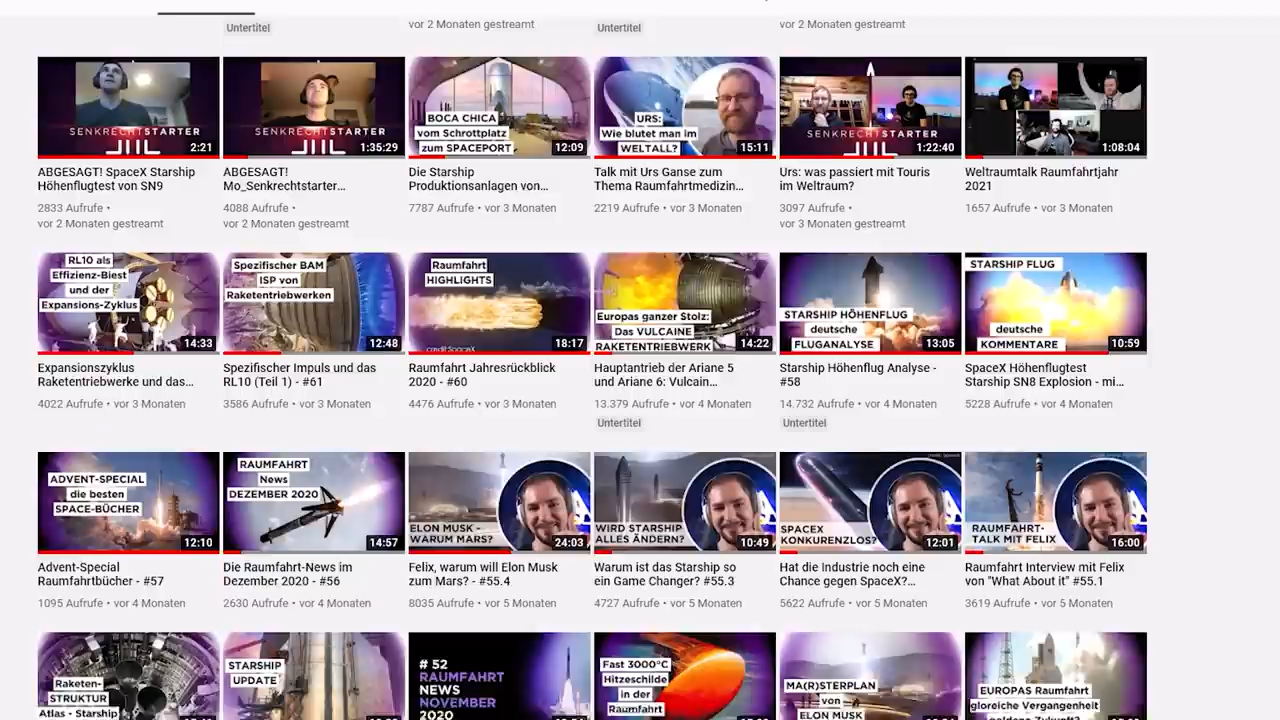 vor 2 Monaten gestreamt
vor 2 Monaten gestreamt
Untertitel
Untertitel
SENKRECHTSTARTER
2:21
SENKRECHTSTARTER
1:35:29
BOCA CHICA
vom Schrottplatz
zum SPACEPORT
12:09
URS:
Wie blutet man im
WELTALL?
15:11
SENKRECHTSTARTER
1:22:40
1:08:04
ABGESAGT! SpaceX Starship
Höhenflugtest von SN9
2833 Aufrufe •
vor 2 Monaten gestreamt
ABGESAGT!
Mo_Senkrechtstarter...
4088 Aufrufe •
vor 2 Monaten gestreamt
Die Starship
Produktionsanlagen von...
7787 Aufrufe • vor 3 Monaten
Talk mit Urs Ganse zum
Thema Raumfahrtmedizin...
2219 Aufrufe • vor 3 Monaten
Urs: was passiert mit Touris
im Weltraum?
3097 Aufrufe •
vor 3 Monaten gestreamt
Weltraumtalk Raumfahrtjahr
2021
1657 Aufrufe • vor 3 Monaten
RL10 als
Effizienz-Biest
und der
Expansions-Zyklus
14:33
Spezifischer BAM
ISP von
Raketentriebwerken
12:48
Raumfahrt
HIGHLIGHTS
credit SpaceX
18:17
Europas ganzer Stolz:
Das VULCAINE
RAKETENTRIEBWERK
14:22
STARSHIP HÖHENFLUG
deutsche
FLUGANALYSE
13:05
STARSHIP FLUG
deutsche
KOMMENTARE
10:59
Expansionszyklus
Raketentriebwerke und das...
4022 Aufrufe • vor 3 Monaten
Spezifischer Impuls und das
RL10 (Teil 1) - #61
3586 Aufrufe • vor 3 Monaten
Raumfahrt Jahresrückblick
2020 - #60
4476 Aufrufe • vor 3 Monaten
Hauptantrieb der Ariane 5
und Ariane 6: Vulcain...
13.379 Aufrufe • vor 4 Monaten
Untertitel
Starship Höhenflug Analyse -
#58
14.732 Aufrufe • vor 4 Monaten
Untertitel
SpaceX Höhenflugtest
Starship SN8 Explosion - mi...
5228 Aufrufe • vor 4 Monaten
ADVENT-SPECIAL
die besten
SPACE-BÜCHER
12:10
RAUMFAHRT
News
DEZEMBER 2020
14:57
ELON MUSK -
WARUM MARS?
24:03
WIRD STARSHIP
ALLES ÄNDERN?
10:49
SPACEX
KONKURENZLOS?
12:01
RAUMFAHRT-
TALK MIT FELIX
16:00
Advent-Special
Raumfahrtbücher - #57
1095 Aufrufe • vor 4 Monaten
Die Raumfahrt-News im
Dezember 2020 - #56
2630 Aufrufe • vor 4 Monaten
Felix, warum will Elon Musk
zum Mars? - #55.4
8035 Aufrufe • vor 5 Monaten
Warum ist das Starship so
ein Game Changer? #55.3
4727 Aufrufe • vor 5 Monaten
Hat die Industrie noch eine
Chance gegen SpaceX?...
5622 Aufrufe • vor 5 Monaten
Raumfahrt Interview mit Felix
von "What About it" #55.1
3619 Aufrufe • vor 5 Monaten
Raketen-
STRUKTUR
Atlas - Starship
STARSHIP
UPDATE
# 52
RAUMFAHRT
NEWS
NOVEMBER
2020
Fast 3000°C
Hitzeschilde
in der
Raumfahrt
MA(R)STERPLAN
von
ELON MUSK
EUROPAS Raumfahrt
gloreiche Vergangenheit